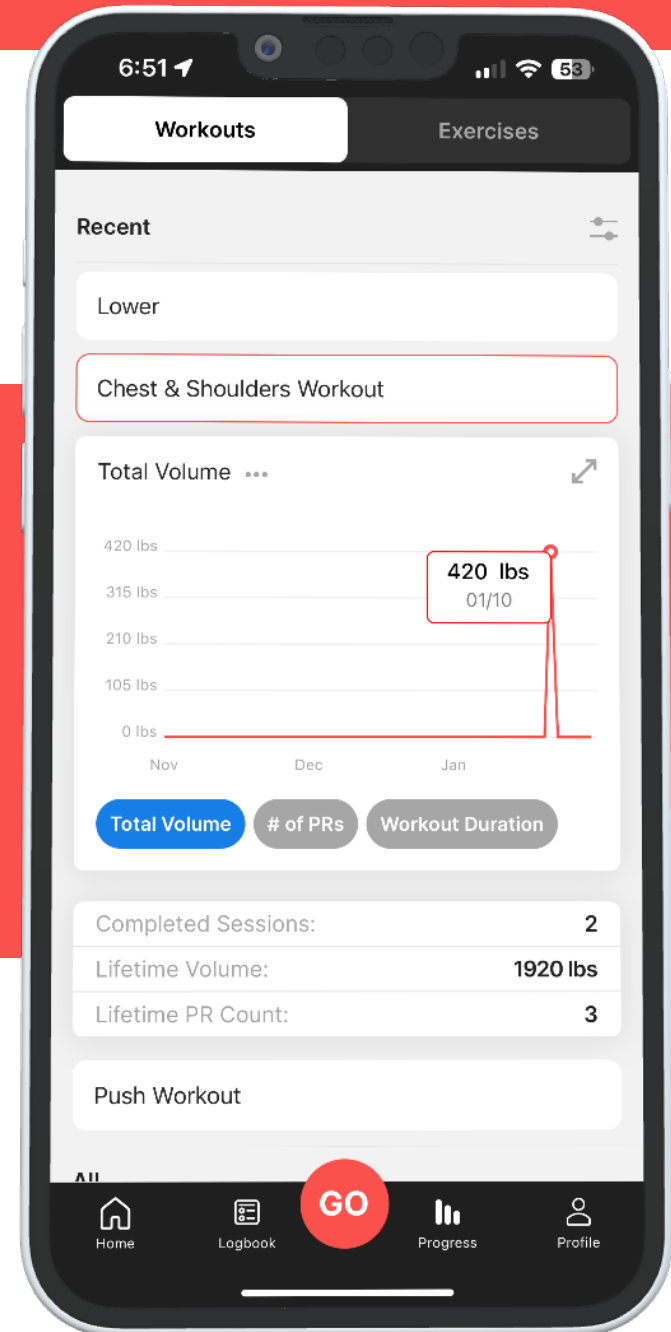 6:51 53
Workouts Exercises
Recent
Lower
Chest & Shoulders Workout
Total Volume
420 lbs
420 lbs
01/10
315 lbs
210 lbs
105 lbs
0 lbs
Nov Dec Jan
Total Volume # of PRs Workout Duration
Completed Sessions: 2
Lifetime Volume: 1920 lbs
Lifetime PR Count: 3
Push Workout
All
GO
Home Logbook Progress Profile